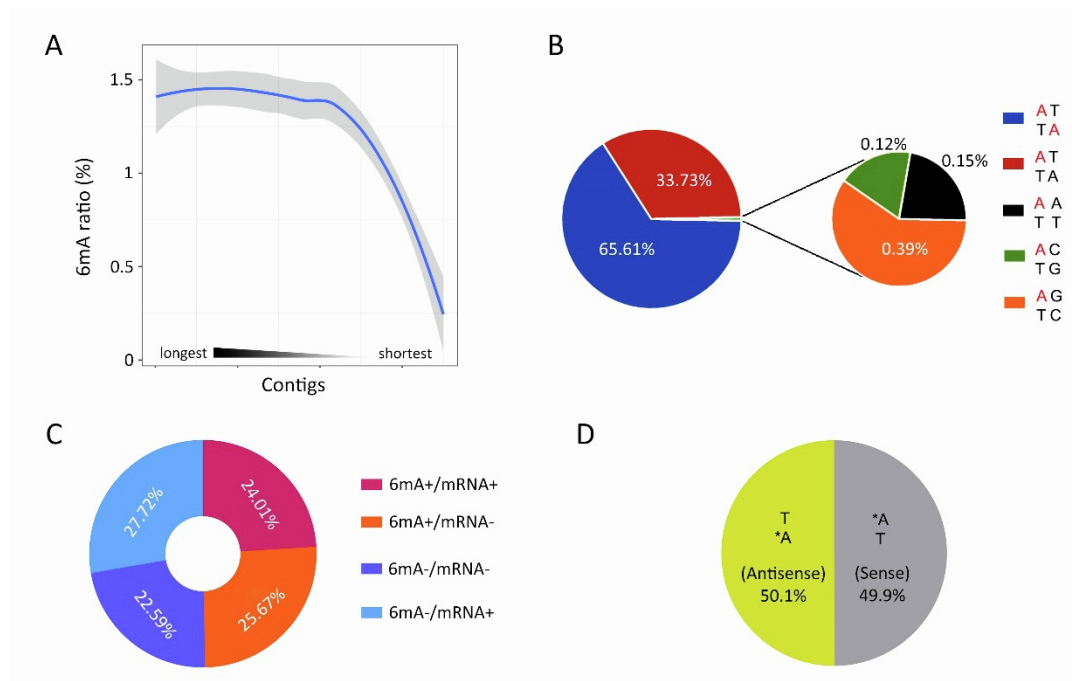 A
6mA ratio (%)
1.5
1
0.5
0
longest
shortest
Contigs
B
33.73%
65.61%
0.12%
0.15%
0.39%
A T
T A
A T
T A
A A
T T
A C
T G
A G
T C
C
24.01%
25.67%
22.59%
27.72%
6mA+/mRNA+
6mA+/mRNA-
6mA-/mRNA-
6mA-/mRNA+
D
T
*A
(Antisense)
50.1%
*A
T
(Sense)
49.9%